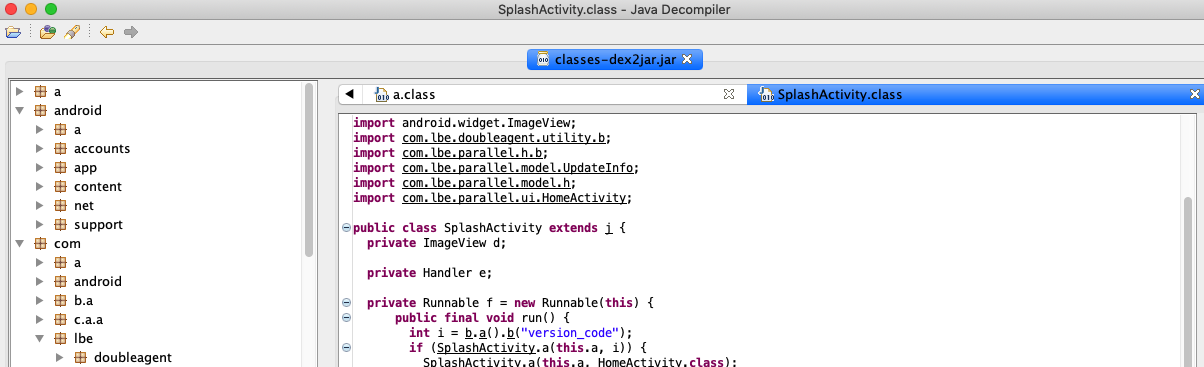 SplashActivity.class - Java Decompiler
classes-dex2jar.jar
a
android
a
accounts
app
content
net
support
com
a
android
b.a
c.a.a
lbe
doubleagent
a.class
SplashActivity.class
import android.widget.ImageView;
import com.lbe.doubleagent.utility.b;
import com.lbe.parallel.h.b;
import com.lbe.parallel.model.UpdateInfo;
import com.lbe.parallel.model.h;
import com.lbe.parallel.ui.HomeActivity;
public class SplashActivity extends j {
private ImageView d;
private Handler e;
private Runnable f = new Runnable(this) {
public final void run() {
int i = b.a().b("version_code");
if (SplashActivity.a(this.a, i)) {
SplashActivity.a(this.a, HomeActivity.class);